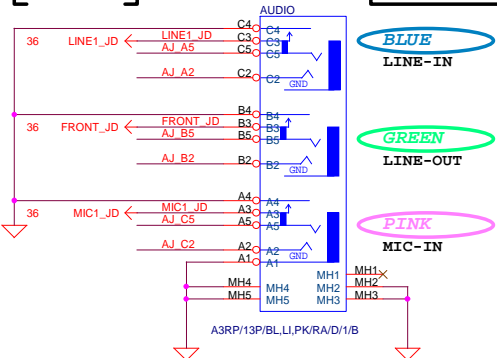 AUDIO
C4 C4
36 LINE1_JD LINE1_JD C3 C3
AJ_A5 C5 C5
BLUE
LINE-IN
AJ_A2 C2 C2
GND
B4 B4
36 FRONT_JD FRONT_JD B3 B3
AJ_B5 B5 B5
GREEN
LINE-OUT
AJ_B2 B2 B2
GND
A4 A4
36 MIC1_JD MIC1_JD A3 A3
AJ_C5 A5 A5
PINK
MIC-IN
AJ_C2 A2 A2
GND
A1 A1
MH1 MH1
MH4 MH4 MH2 MH2
MH5 MH5 MH3 MH3
A3RP/13P/BL,LI,PK/RA/D/1/B